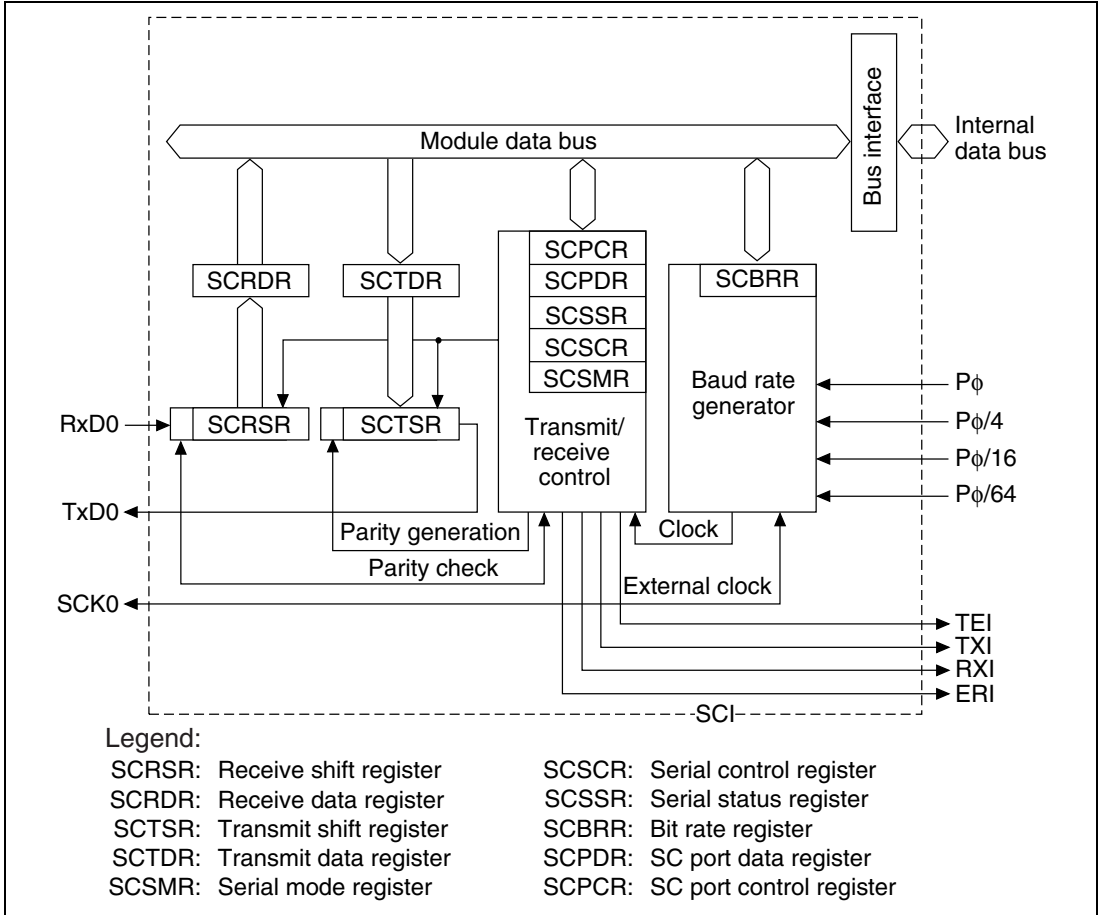 Module data bus
Bus interface
Internal
data bus
SCRDR
SCTDR
SCPCR
SCPDR
SCSSR
SCSCR
SCSMR
SCBRR
Baud rate
generator
Transmit/
receive
control
RxD0
SCRSR
SCTSR
TxD0
SCK0
Parity generation
Parity check
Clock
External clock
Pϕ
Pϕ/4
Pϕ/16
Pϕ/64
TEI
TXI
RXI
ERI
SCI
Legend:
SCRSR: Receive shift register
SCRDR: Receive data register
SCTSR: Transmit shift register
SCTDR: Transmit data register
SCSMR: Serial mode register
SCSCR: Serial control register
SCSSR: Serial status register
SCBRR: Bit rate register
SCPDR: SC port data register
SCPCR: SC port control register